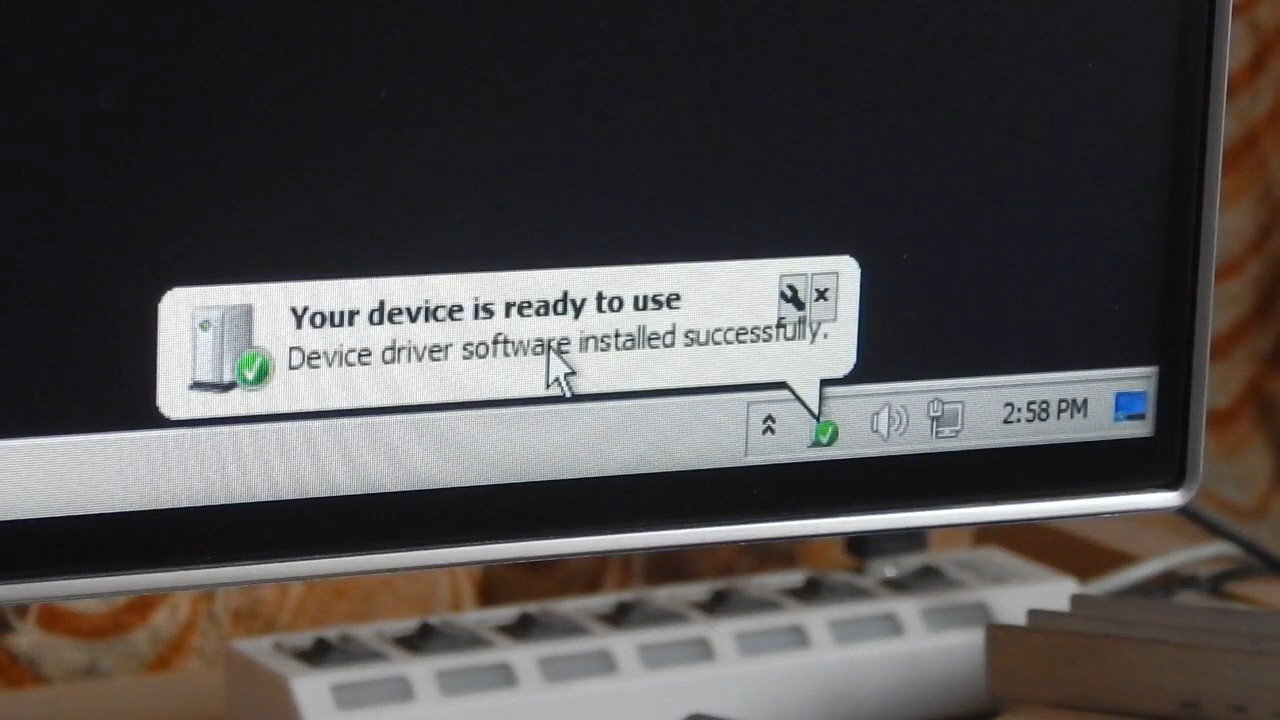 Your device is ready to use
Device driver software installed successfully.
2:58 PM